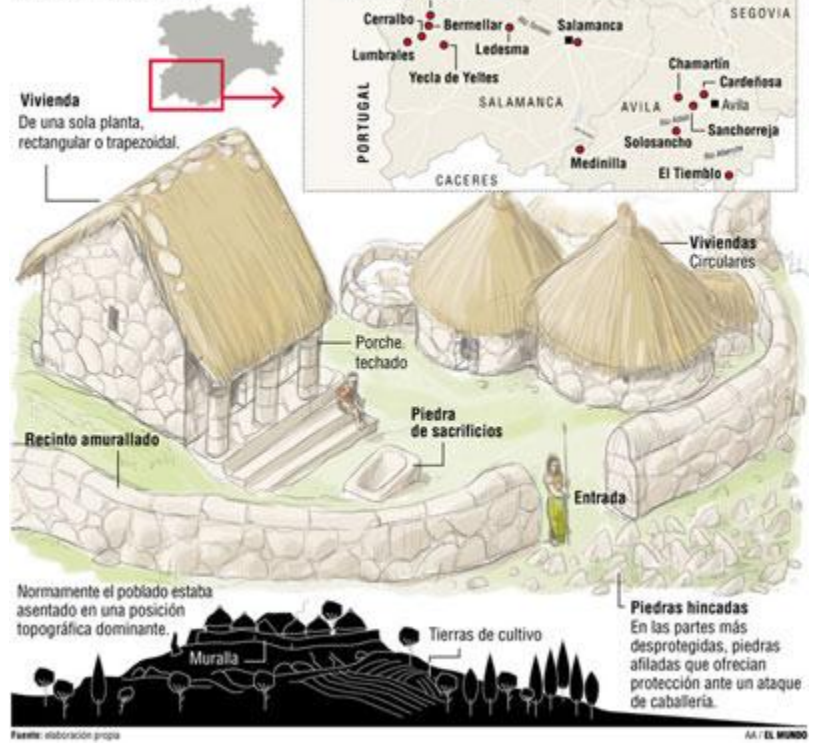 SEGOVIA
Cerralbo
Bermellar
Salamanca
Lumbrales
Ledesma
Yecla de Yeltes
Chamartín
Cardeñosa
PORTUGAL
SALAMANCA
AVILA
Avila
Sanchorreja
Solosancho
Medinilla
El Tiemblo
CACERES
Vivienda
De una sola planta,
rectangular o trapezoidal.
Viviendas
Circulares
Porche
techado
Piedra
de sacrificios
Recinto amurallado
Entrada
Normamente el poblado estaba
asentado en una posición
topográfica dominante.
Muralla
Tierras de cultivo
Piedras hincadas
En las partes más
desprotegidas, piedras
afiladas que ofrecian
protección ante un ataque
de caballería.
Fuente: elaboración propia
AA / EL MUNDO